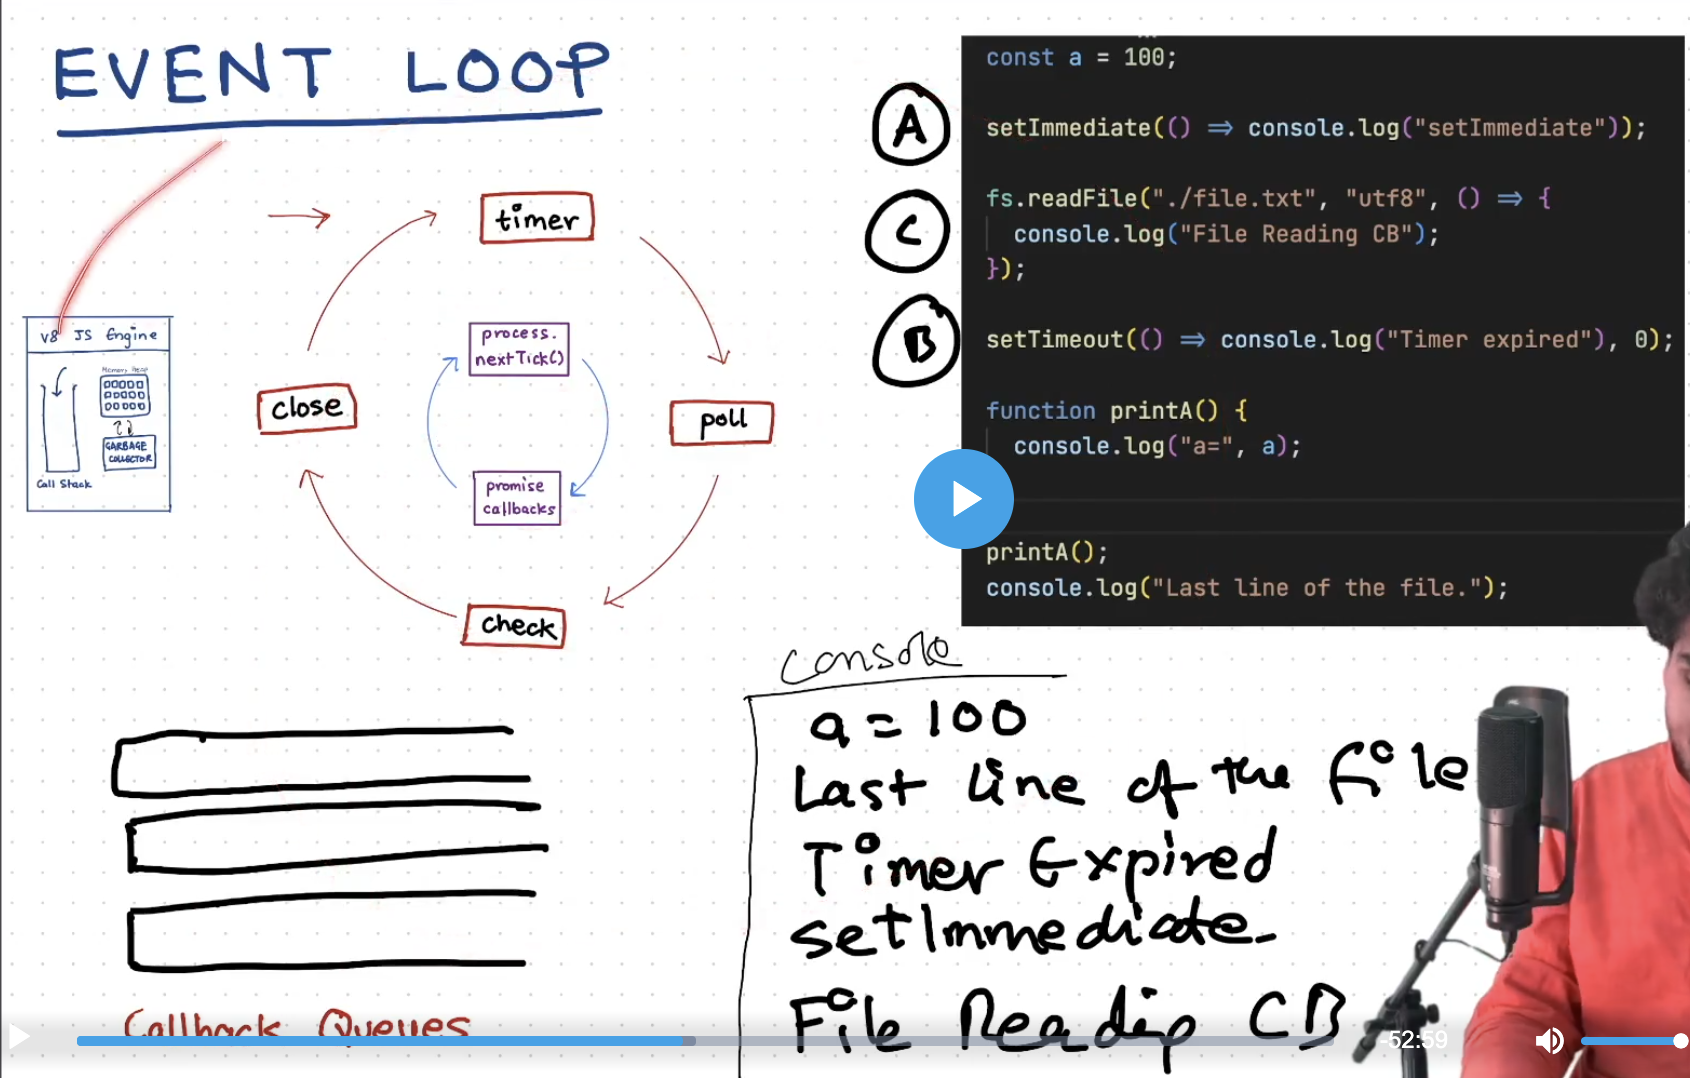 EVENT LOOP
timer
process.
nextTick()
close
poll
promise
callbacks
check
V8 JS Engine
Memory Heap
GARBAGE
COLLECTOR
Call Stack
Callback Queues
A
C
B
const a = 100;
setImmediate(() => console.log("setImmediate"));
fs.readFile("./file.txt", "utf8", () => {
console.log("File Reading CB");
});
setTimeout(() => console.log("Timer expired"), 0);
function printA() {
console.log("a=", a);
printA();
console.log("Last line of the file.");
Console
a = 100
Last line of the file
Timer Expired
setImmediate
File Readig CB
-52:59